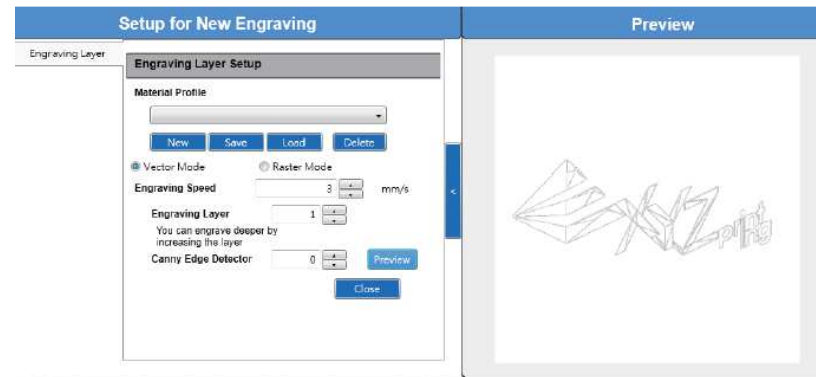 Setup for New Engraving
Preview
Engraving Layer
Engraving Layer Setup
Material Profile
New Save Load Delete
Vector Mode Raster Mode
Engraving Speed 3 mm/s
Engraving Layer 1
You can engrave deeper by
increasing the layer
Canny Edge Detector 0 Preview
Close
<
XYZprinting